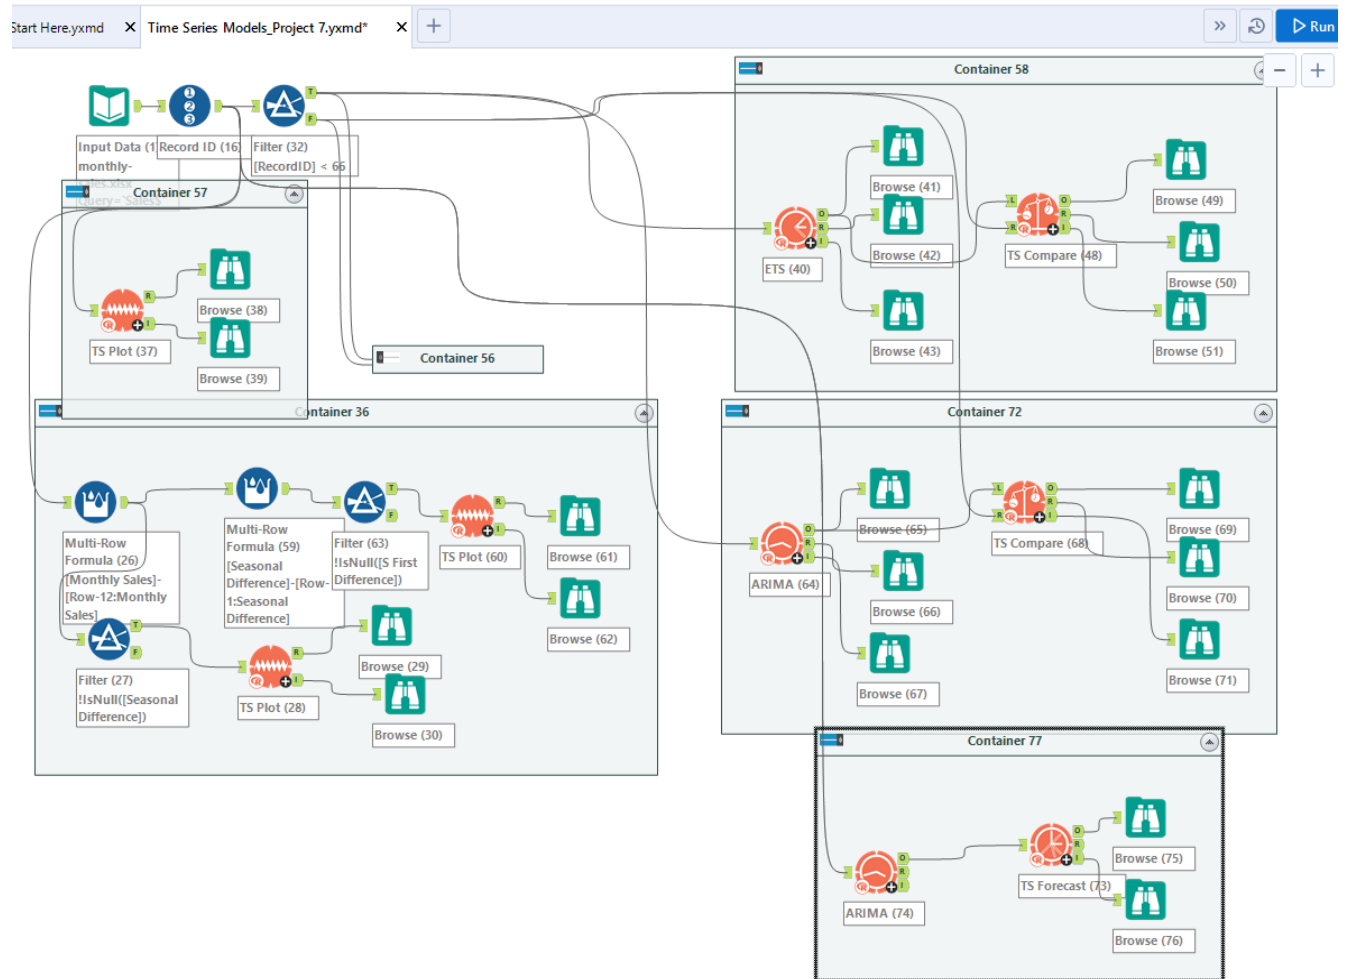 Start Here.yxmd
Time Series Models_Project 7.yxmd*
Run
Container 58
Input Data (1
monthly-
sales.xlsx
Query=`Sales$
Record ID (16)
Filter (32)
[RecordID] < 66
Container 57
Browse (38)
TS Plot (37)
Browse (39)
Container 56
Browse (41)
Browse (42)
ETS (40)
Browse (43)
Browse (49)
TS Compare (48)
Browse (50)
Browse (51)
Container 36
Multi-Row
Formula (26)
[Monthly Sales]-
[Row-12:Monthly
Sales]
Multi-Row
Formula (59)
[Seasonal
Difference]-[Row-
1:Seasonal
Difference]
Filter (63)
!IsNull([S First
Difference])
TS Plot (60)
Browse (61)
Browse (62)
Filter (27)
!IsNull([Seasonal
Difference])
TS Plot (28)
Browse (29)
Browse (30)
Container 72
Browse (65)
ARIMA (64)
Browse (66)
Browse (67)
TS Compare (68)
Browse (69)
Browse (70)
Browse (71)
Container 77
ARIMA (74)
TS Forecast (73)
Browse (75)
Browse (76)